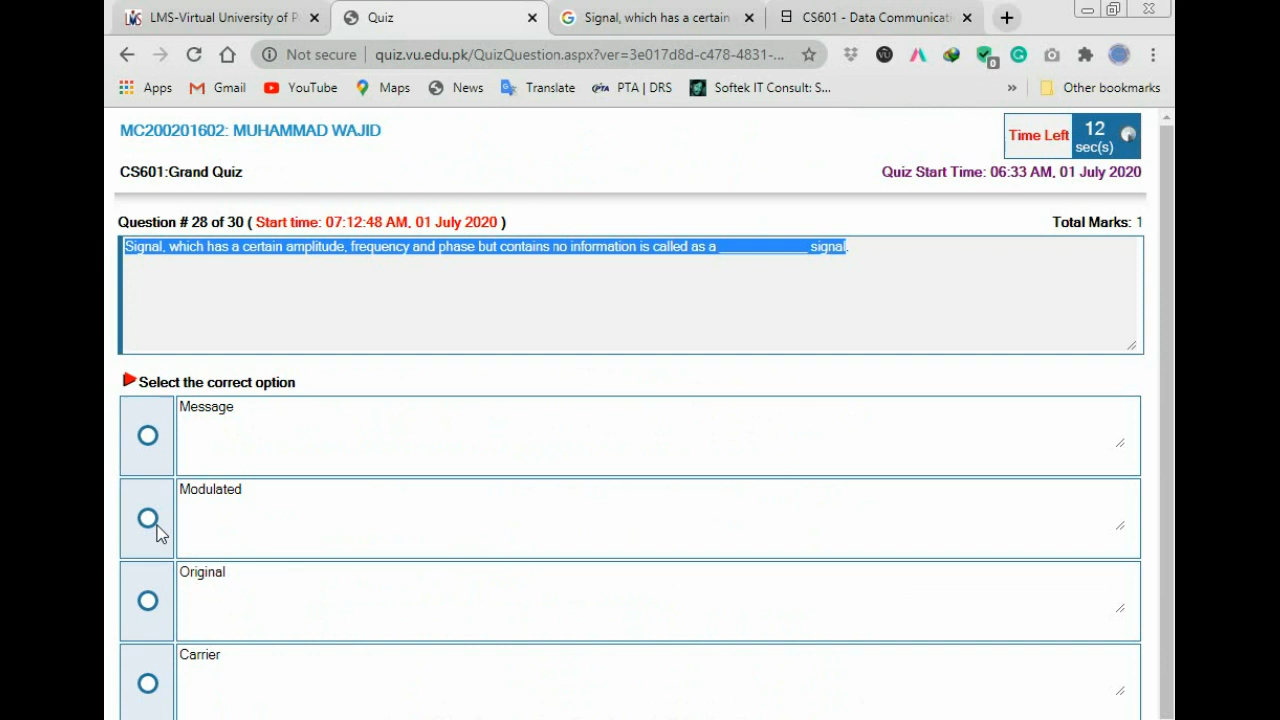 LMS-Virtual University of P
Quiz
Signal, which has a certain
CS601 - Data Communicati
Not secure
quiz.vu.edu.pk/QuizQuestion.aspx?ver=3e017d8d-c478-4831-...
Apps
Gmail
YouTube
Maps
News
Translate
PTA | DRS
Softek IT Consult: S...
»
Other bookmarks
MC200201602: MUHAMMAD WAJID
Time Left
12
sec(s)
CS601:Grand Quiz
Quiz Start Time: 06:33 AM, 01 July 2020
Question # 28 of 30 ( Start time: 07:12:48 AM, 01 July 2020 )
Total Marks: 1
Signal, which has a certain amplitude, frequency and phase but contains no information is called as a ____________ signal.
Select the correct option
Message
Modulated
Original
Carrier